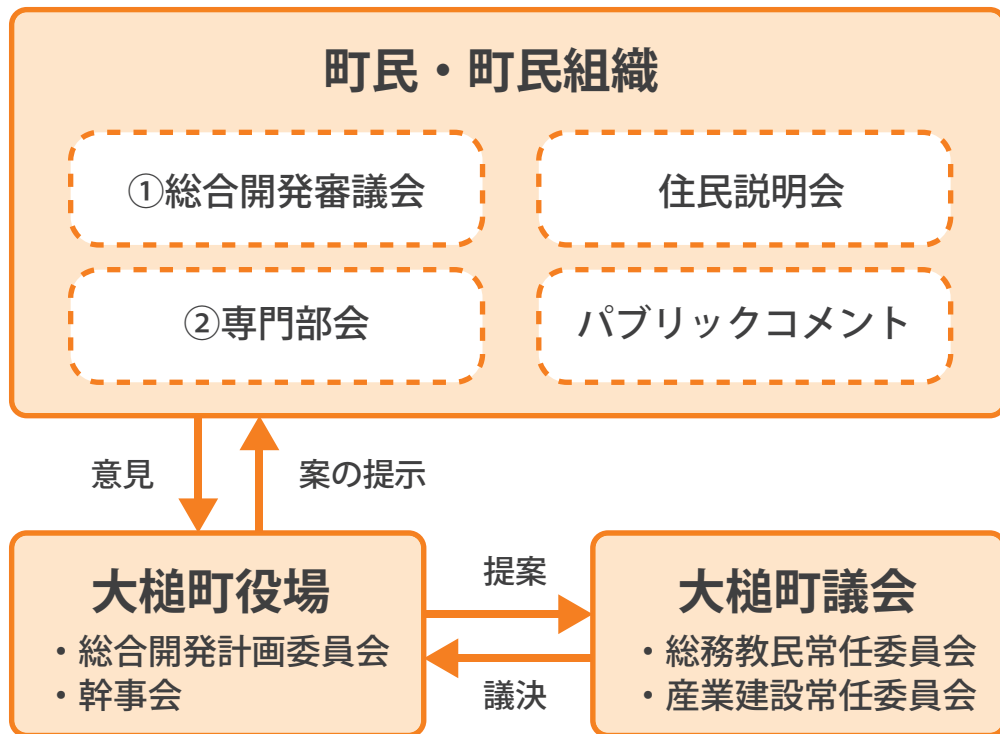 町民・町民組織
①総合開発審議会
住民説明会
②専門部会
パブリックコメント
意見
案の提示
大槌町役場
・総合開発計画委員会
・幹事会
提案
議決
大槌町議会
・総務教民常任委員会
・産業建設常任委員会